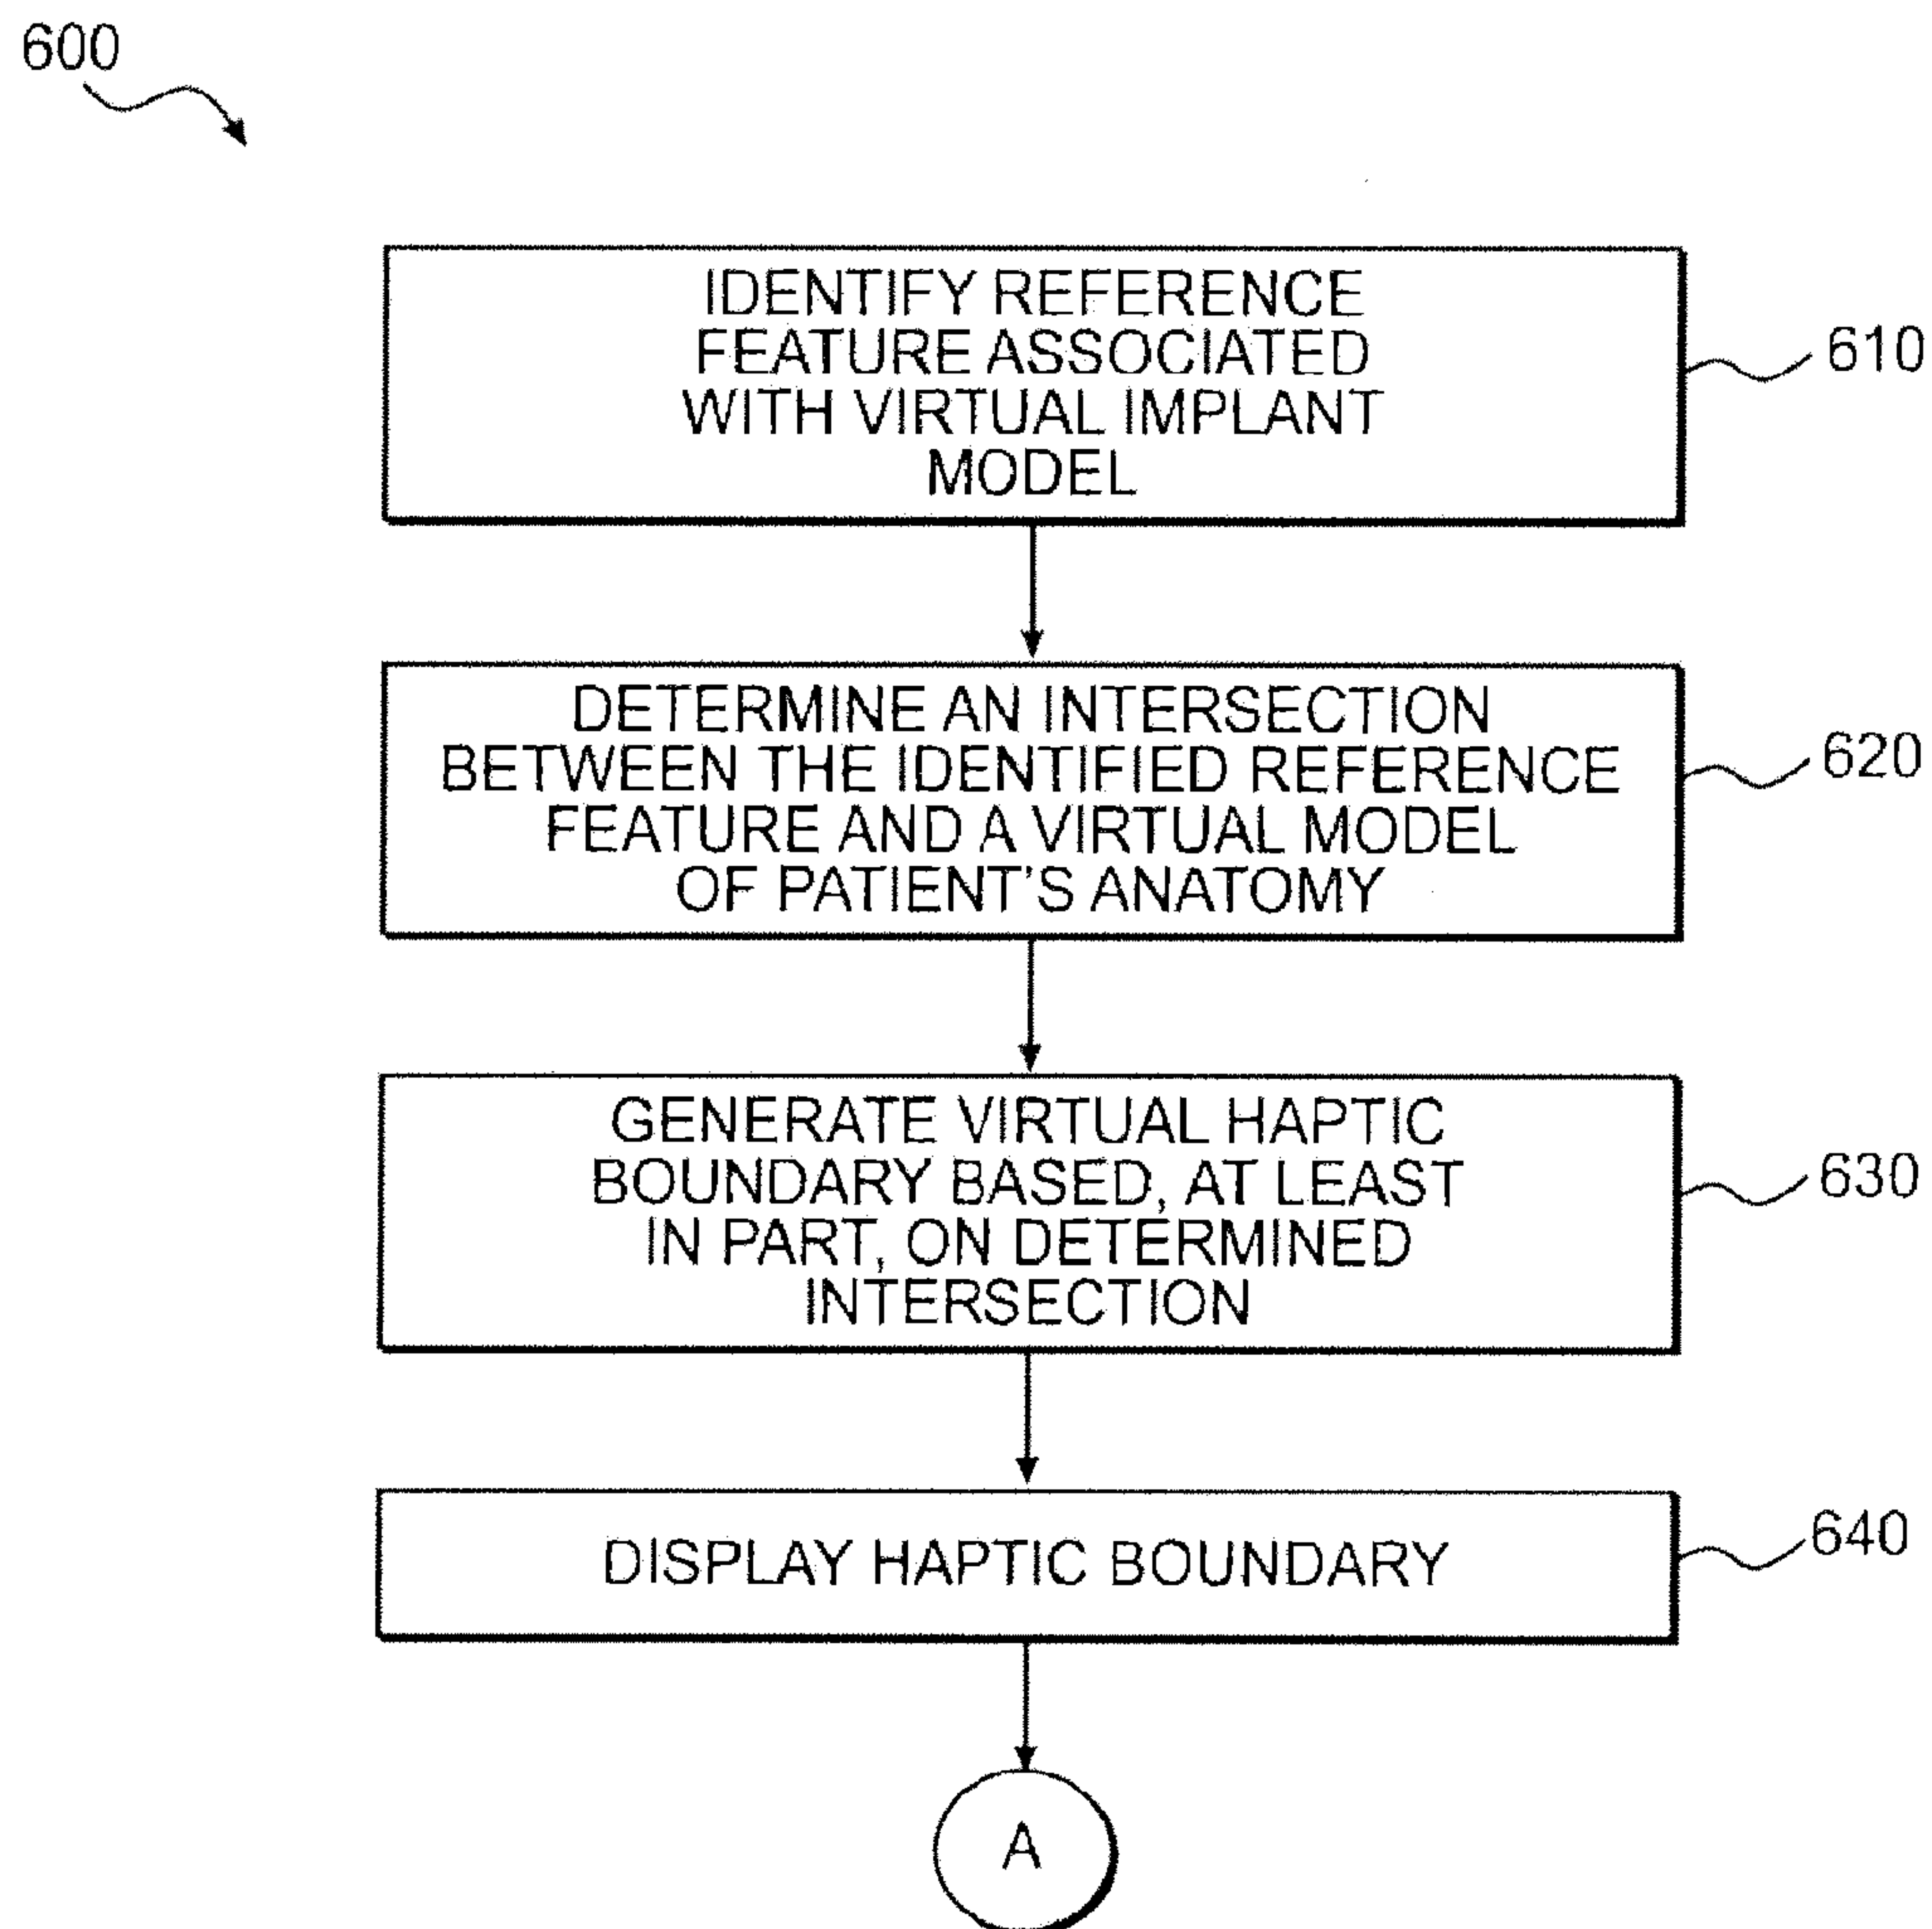 600
IDENTIFY REFERENCE
FEATURE ASSOCIATED
WITH VIRTUAL IMPLANT
MODEL
610
DETERMINE AN INTERSECTION
BETWEEN THE IDENTIFIED REFERENCE
FEATURE AND A VIRTUAL MODEL
OF PATIENT'S ANATOMY
620
GENERATE VIRTUAL HAPTIC
BOUNDARY BASED, AT LEAST
IN PART, ON DETERMINED
INTERSECTION
630
DISPLAY HAPTIC BOUNDARY
640
A